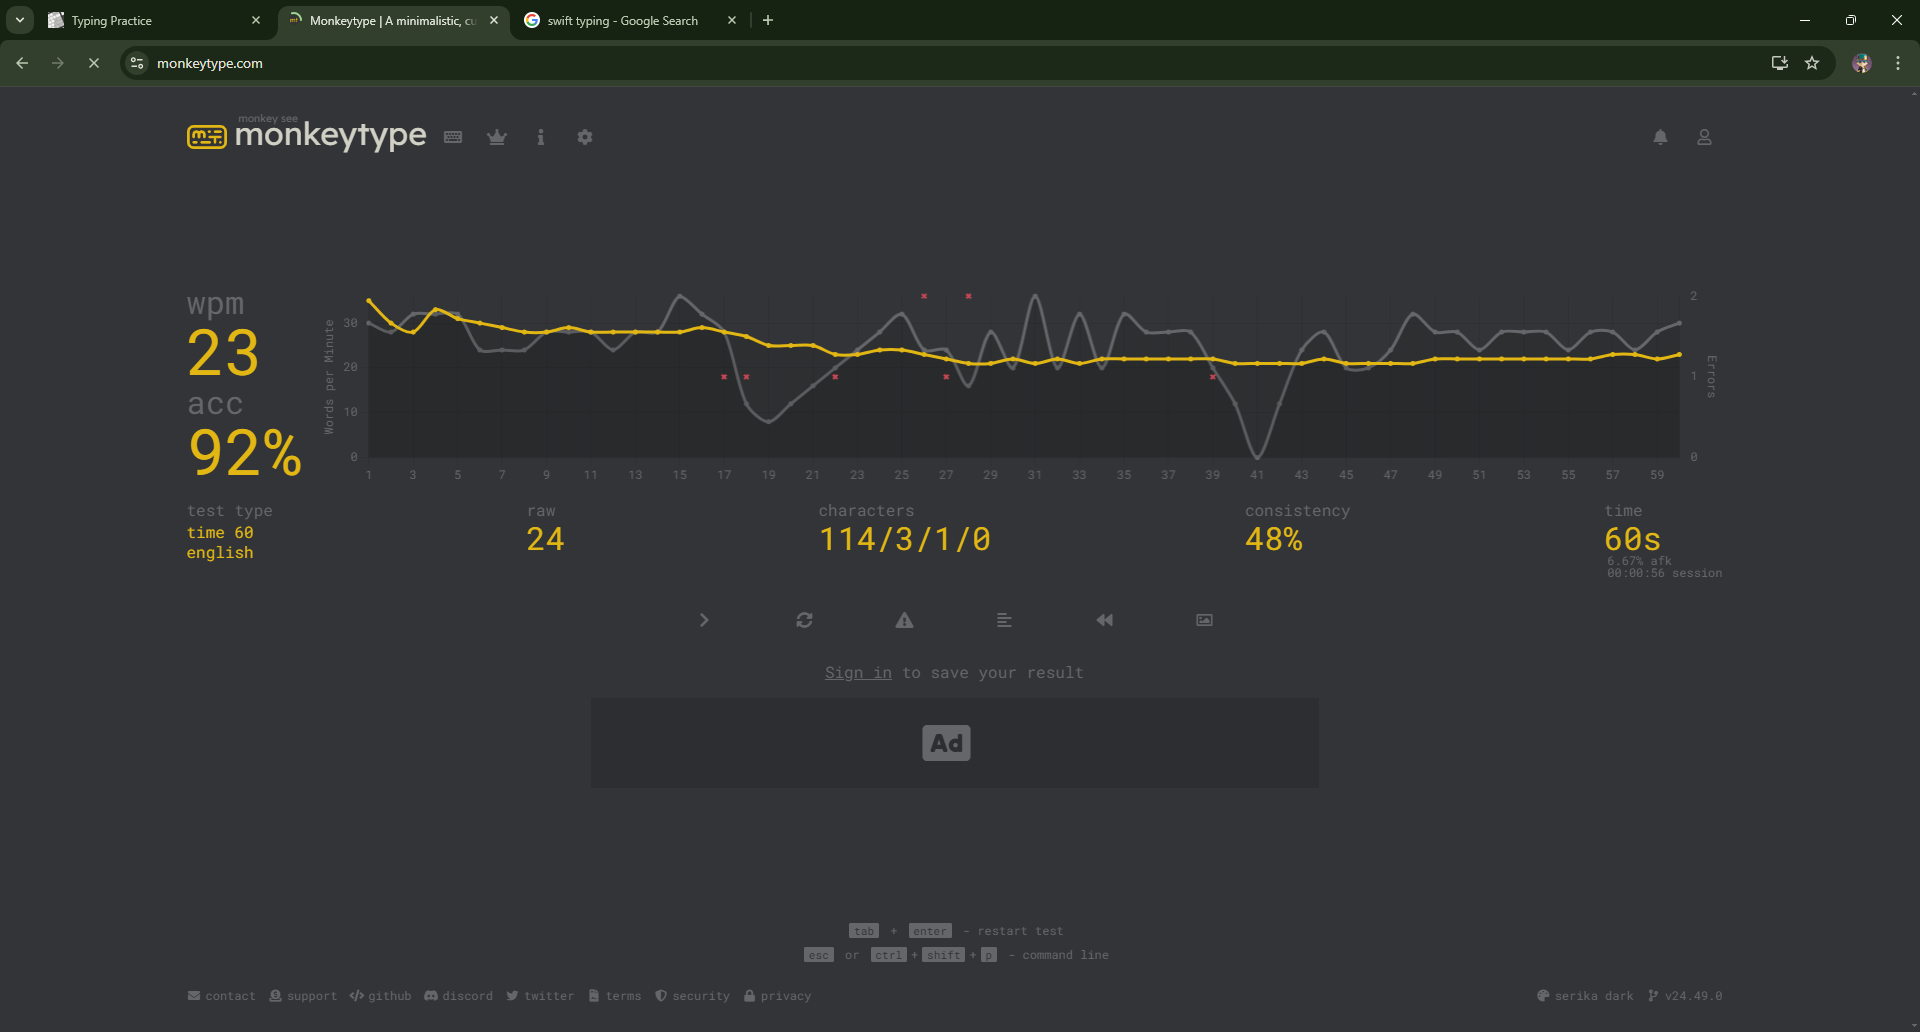 Typing Practice
Monkeytype | A minimalistic, cu
swift typing - Google Search
monkeytype.com
monkey see
monkeytype
wpm
23
acc
92%
Words per Minute
30
20
10
0
2
1
0
Errors
1 3 5 7 9 11 13 15 17 19 21 23 25 27 29 31 33 35 37 39 41 43 45 47 49 51 53 55 57 59
test type
time 60
english
raw
24
characters
114/3/1/0
consistency
48%
time
60s
6.67% afk
00:00:56 session
Sign in to save your result
Ad
tab + enter - restart test
esc or ctrl + shift + p - command line
contact support github discord twitter terms security privacy
serika dark v24.49.0